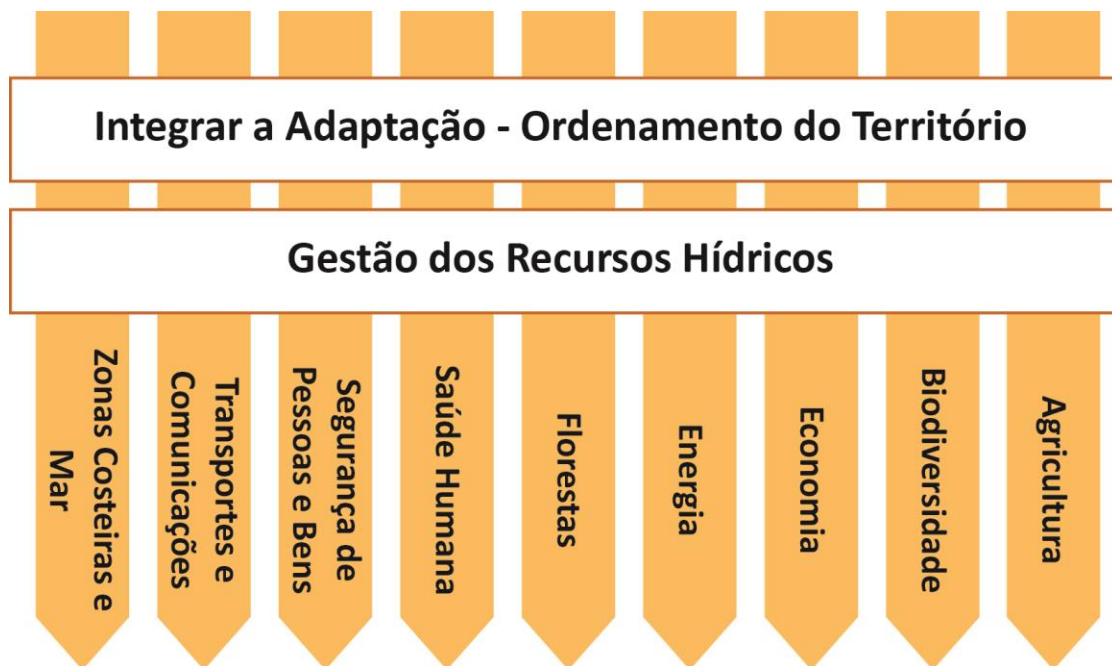 Integrar a Adaptação - Ordenamento do Território
Gestão dos Recursos Hídricos
Zonas Costeiras e
Mar
Transportes e
Comunicações
Segurança de
Pessoas e Bens
Saúde Humana
Florestas
Energia
Economia
Biodiversidade
Agricultura